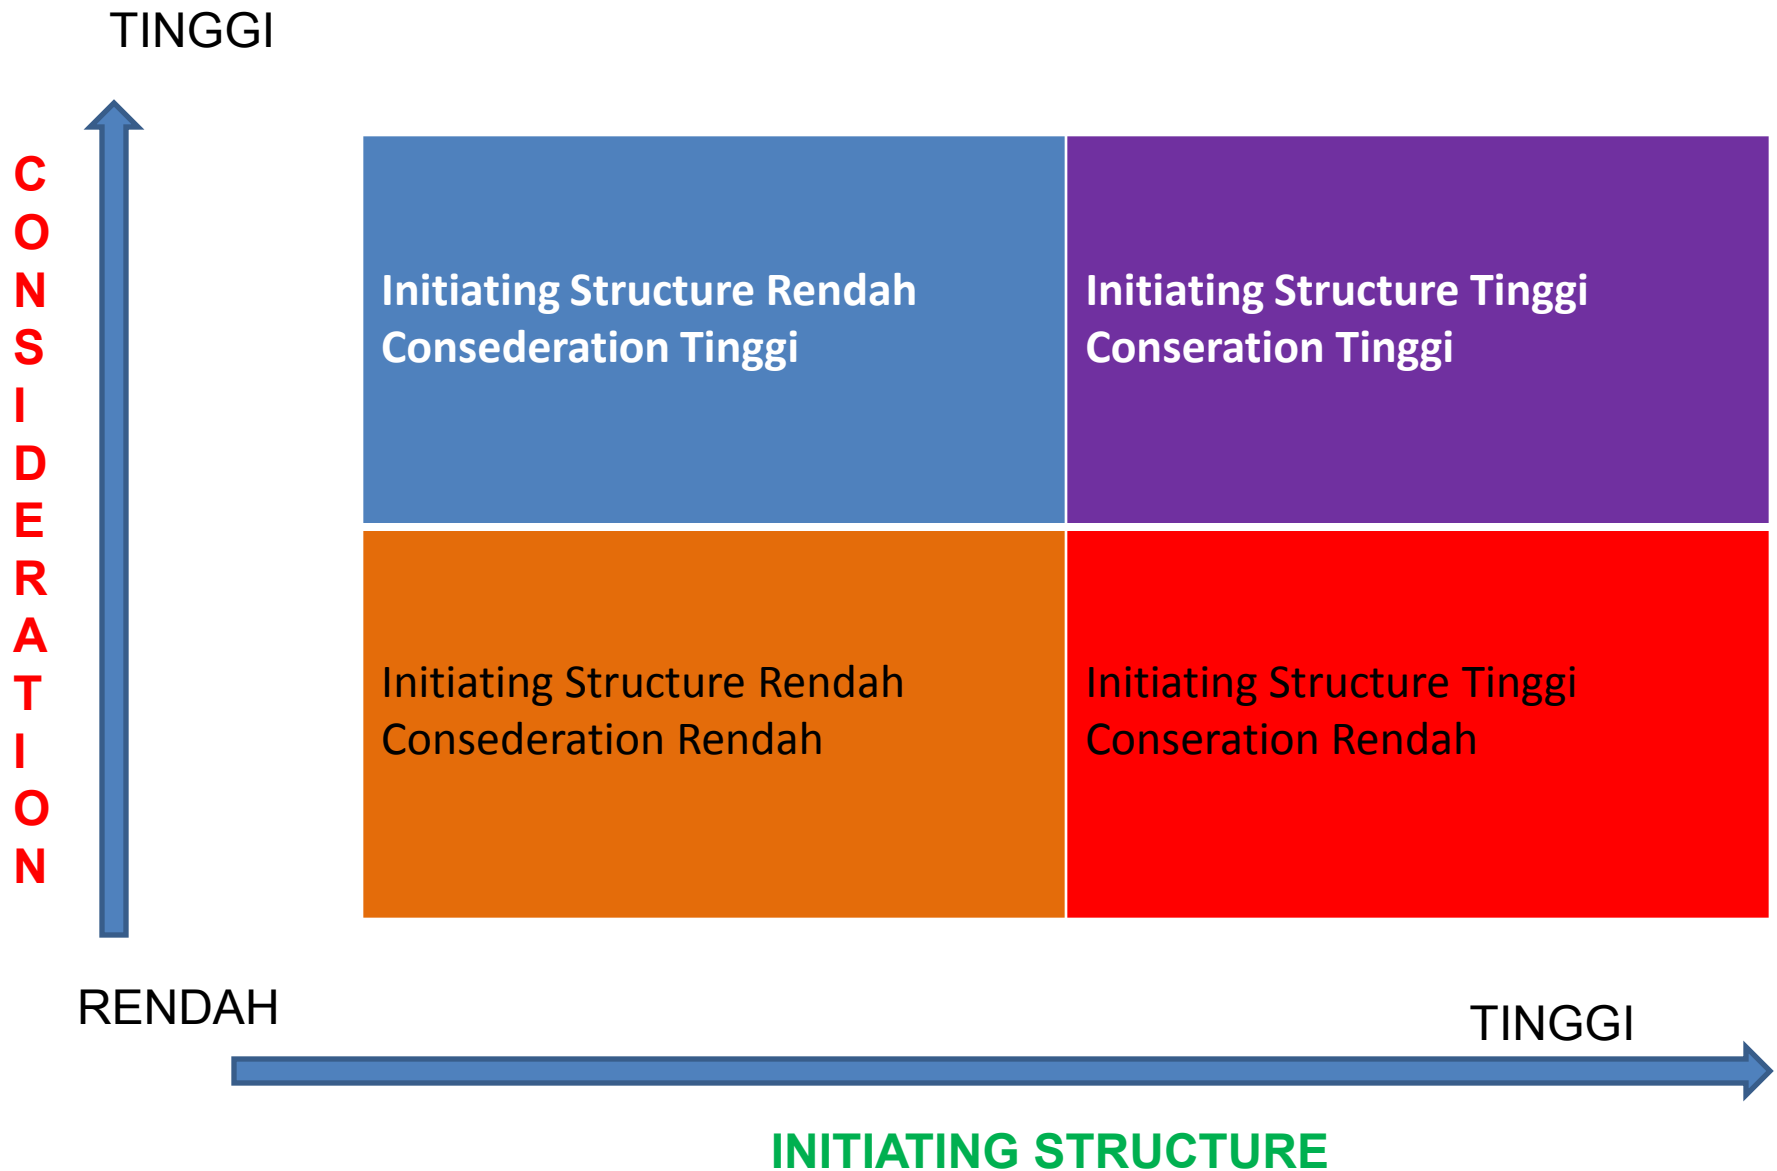 TINGGI
CONSIDERATION
Initiating Structure Rendah
Consederation Tinggi
Initiating Structure Tinggi
Conseration Tinggi
Initiating Structure Rendah
Consederation Rendah
Initiating Structure Tinggi
Conseration Rendah
RENDAH
TINGGI
INITIATING STRUCTURE